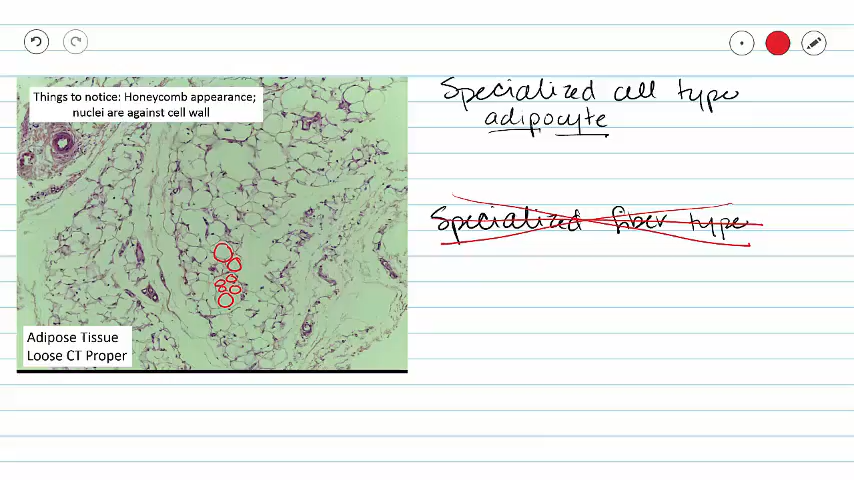 Things to notice: Honeycomb appearance;
nuclei are against cell wall
Adipose Tissue
Loose CT Proper
Specialized cell type
adipocyte
Specialized fiber type